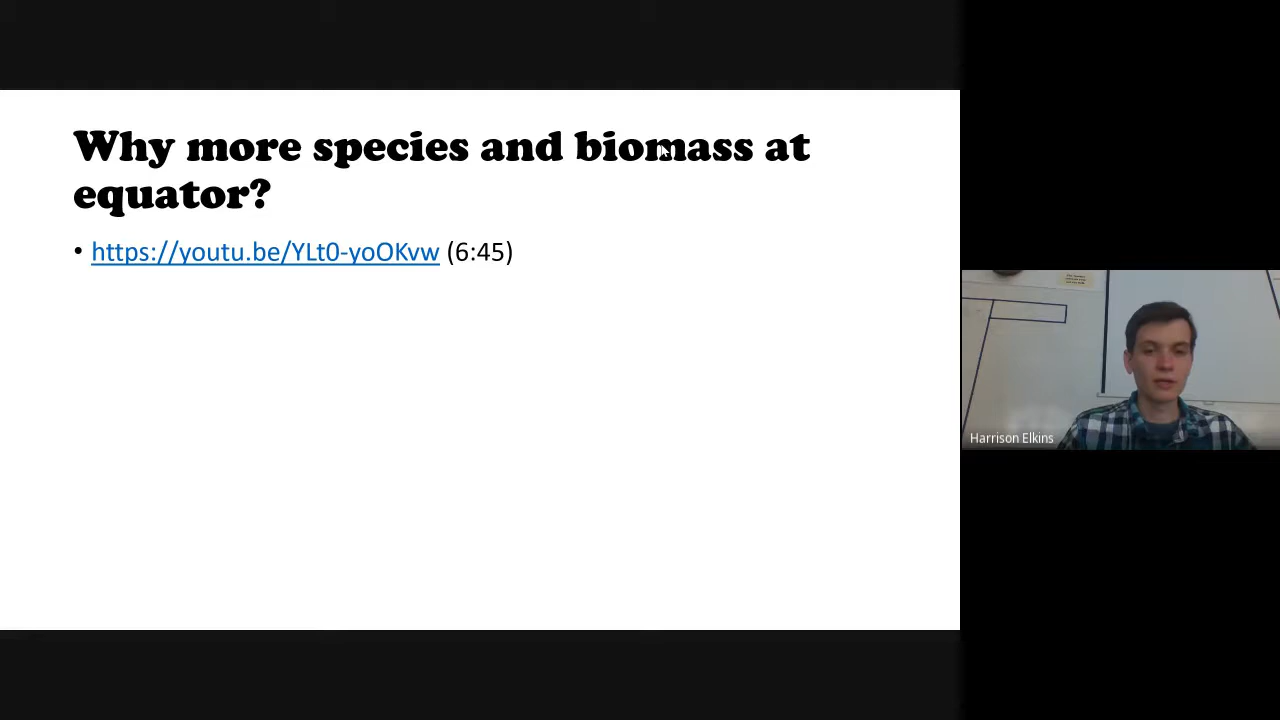 Why more species and biomass at
equator?
• https://youtu.be/YLt0-yoOKvw (6:45)
Harrison Elkins